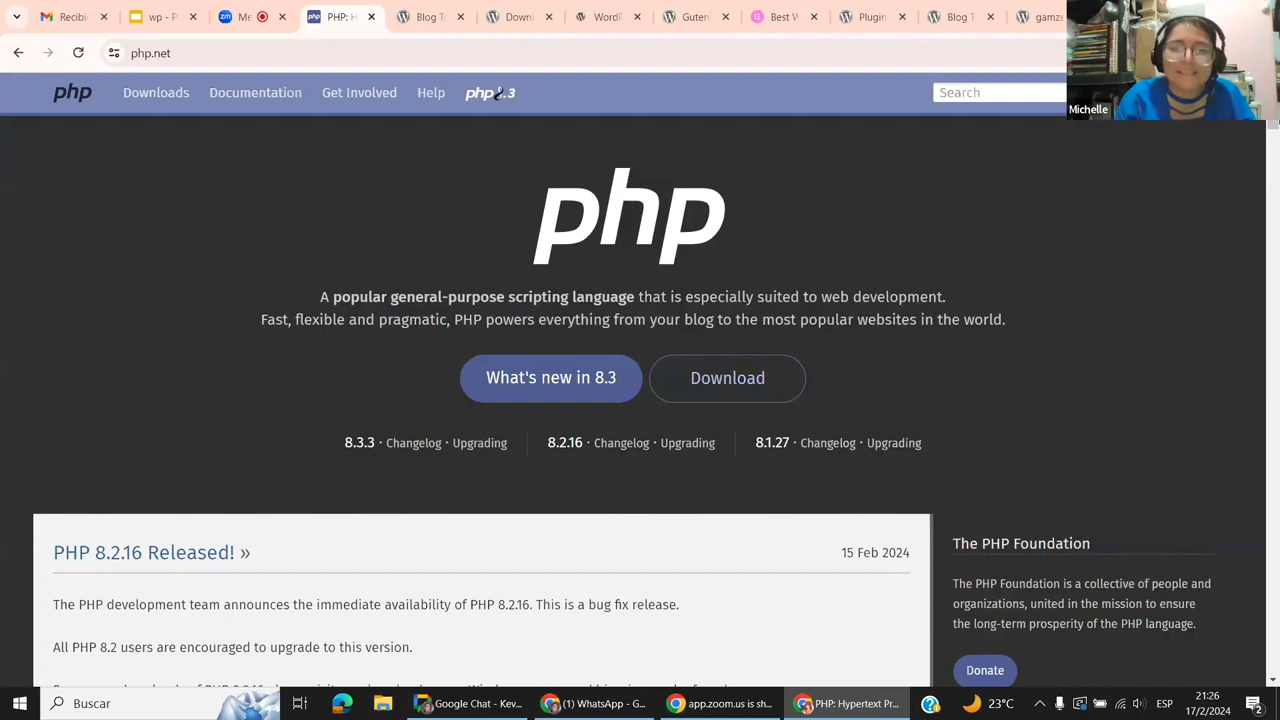 Recibi
wp - P
Me
PHP: H
Blog T
Downl
WordF
Guten
Best W
Plugin
Blog T
gamze
php.net
php
Downloads
Documentation
Get Involved
Help
php8.3
Search
Michelle
php
A popular general-purpose scripting language that is especially suited to web development.
Fast, flexible and pragmatic, PHP powers everything from your blog to the most popular websites in the world.
What's new in 8.3
Download
8.3.3 · Changelog · Upgrading
8.2.16 · Changelog · Upgrading
8.1.27 · Changelog · Upgrading
PHP 8.2.16 Released! »
15 Feb 2024
The PHP development team announces the immediate availability of PHP 8.2.16. This is a bug fix release.
All PHP 8.2 users are encouraged to upgrade to this version.
The PHP Foundation
The PHP Foundation is a collective of people and
organizations, united in the mission to ensure
the long-term prosperity of the PHP language.
Donate
Buscar
Google Chat - Kev...
(1) WhatsApp - G...
app.zoom.us is sh...
PHP: Hypertext Pr...
23°C
ESP
21:26
17/2/2024
2